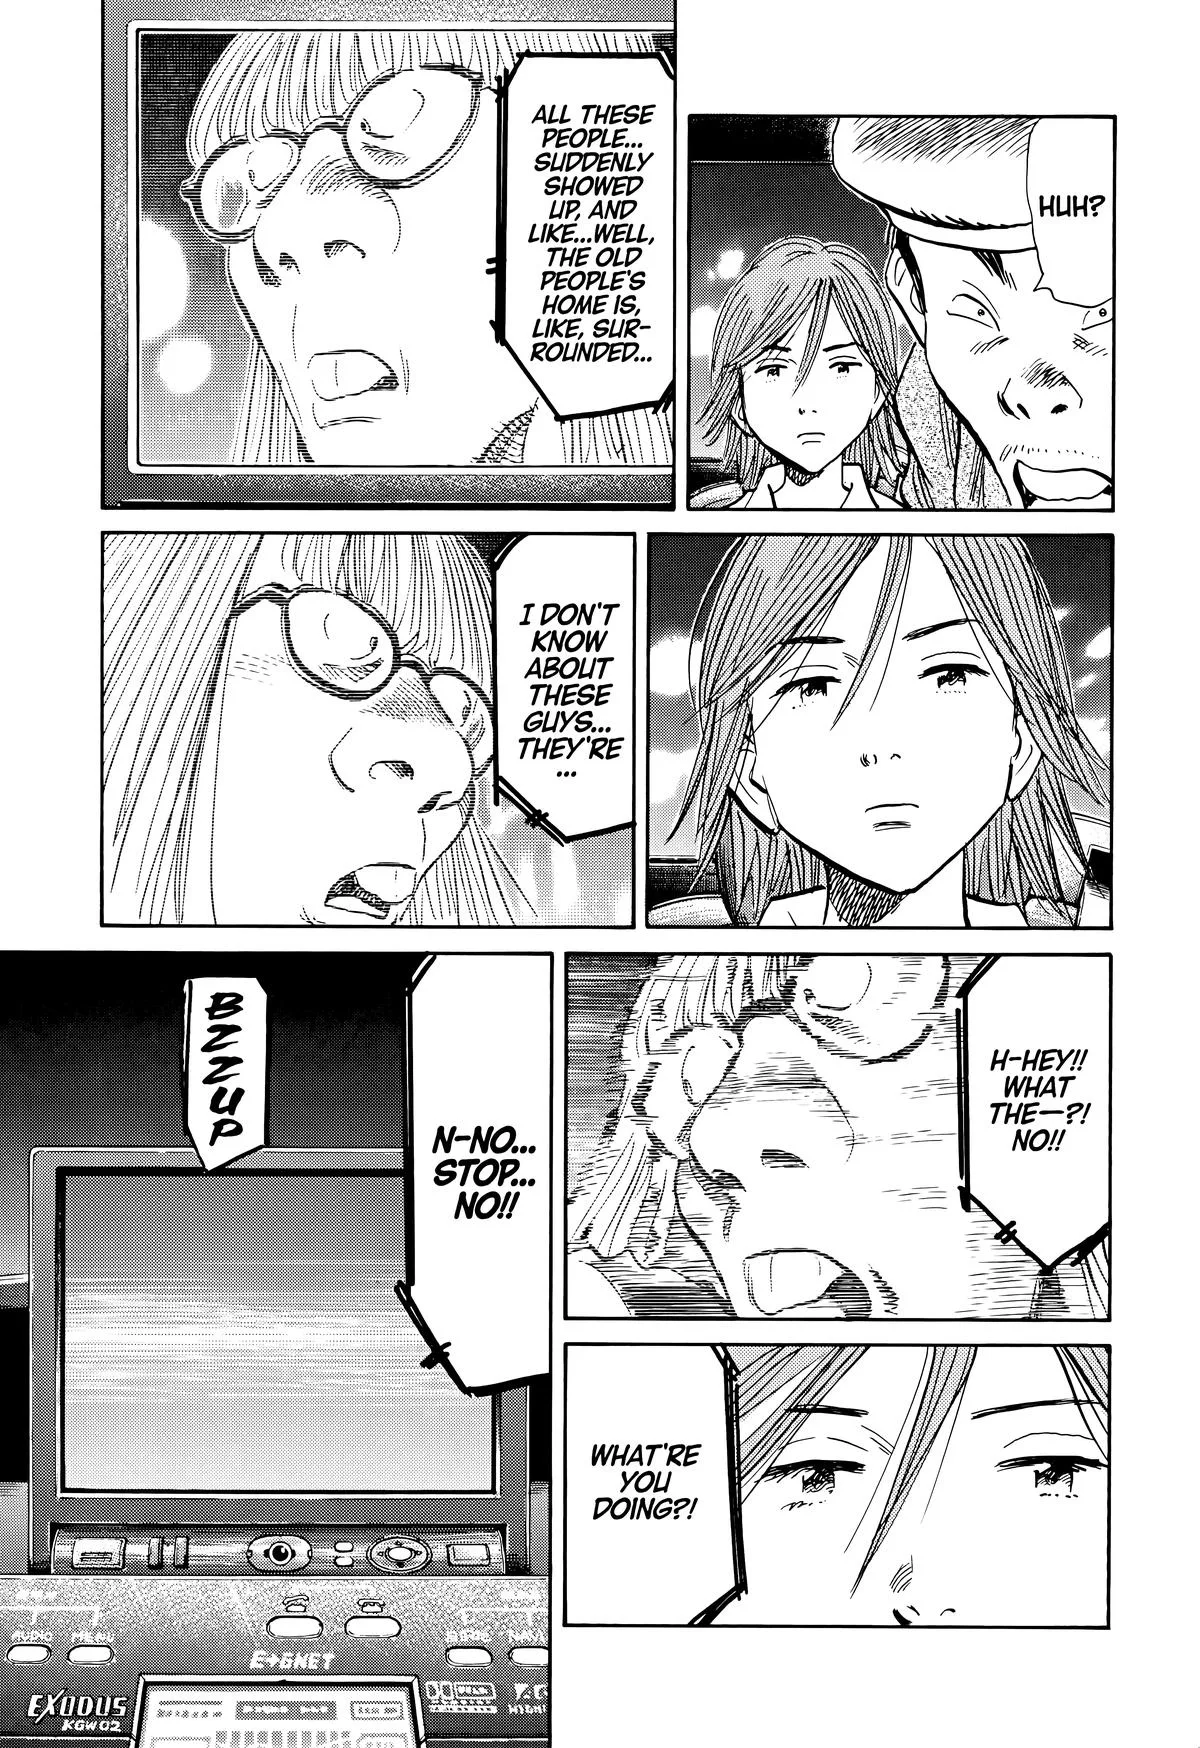 HUH?
ALL THESE
PEOPLE...
SUDDENLY
SHOWED
UP, AND
LIKE...WELL,
THE OLD
PEOPLE'S
HOME IS,
LIKE, SUR-
ROUNDED...
I DON'T
KNOW
ABOUT
THESE
GUYS...
THEY'RE
...
H-HEY!!
WHAT
THE—?!
NO!!
WHAT'RE
YOU
DOING?!
N-NO...
STOP...
NO!!
BZZUP
AUDIO
MENU
E→GNET
EXODUS
KGW02